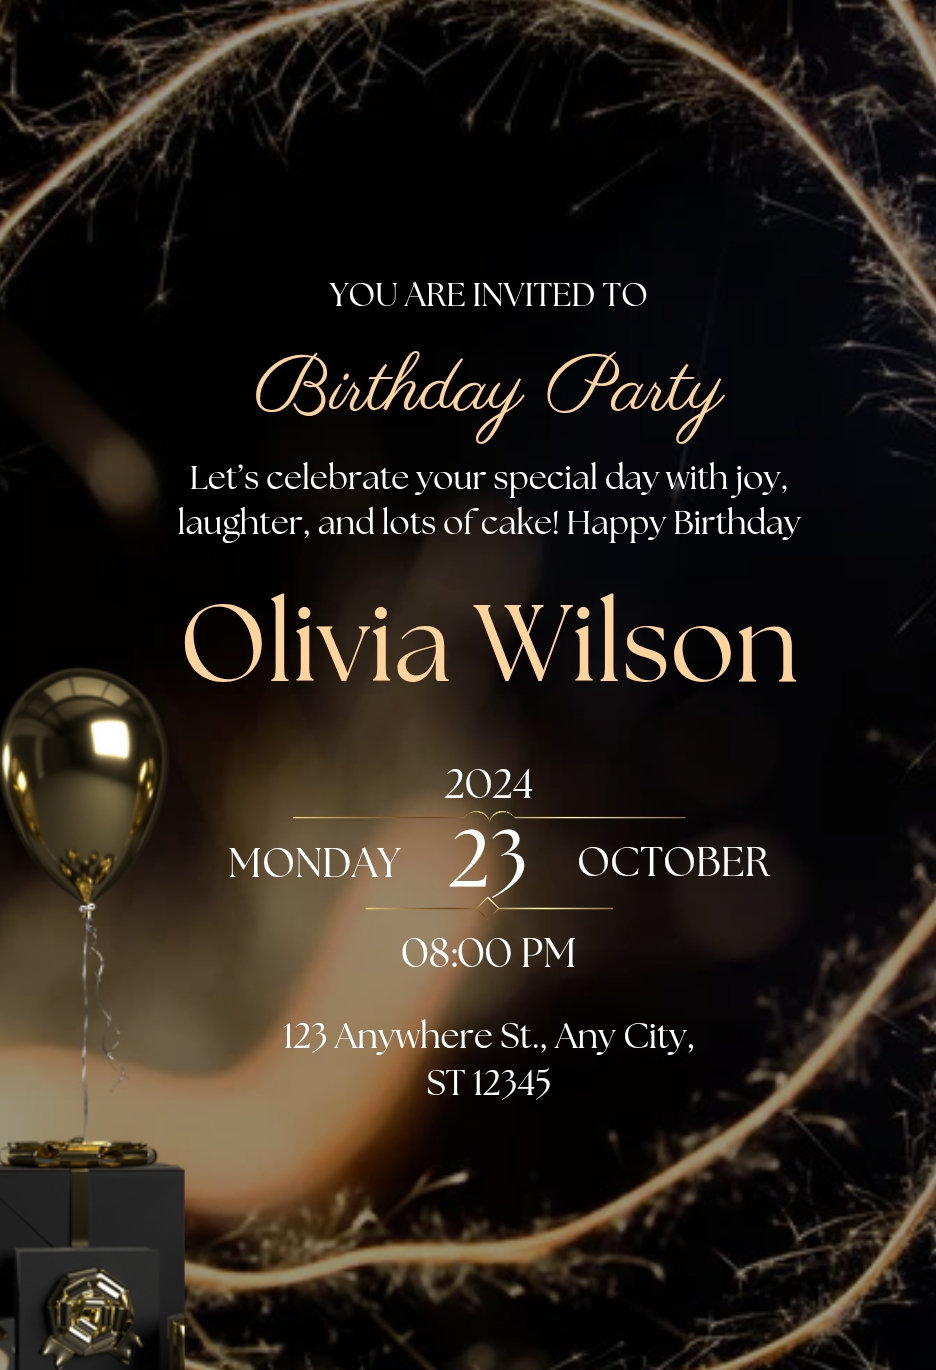 YOU ARE INVITED TO
Birthday Party
Let's celebrate your special day with joy,
laughter, and lots of cake! Happy Birthday
Olivia Wilson
2024
MONDAY 23 OCTOBER
08:00 PM
123 Anywhere St., Any City,
ST 12345